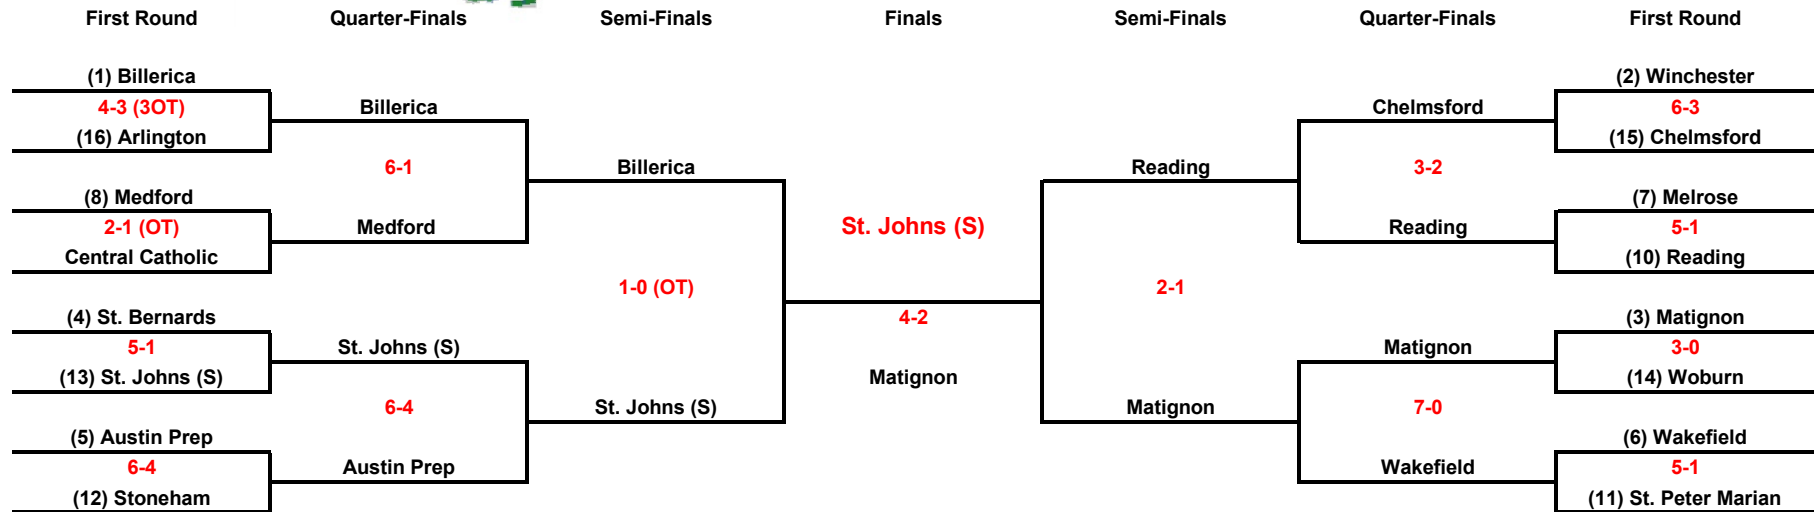 First Round Quarter-Finals Semi-Finals Finals Semi-Finals Quarter-Finals First Round
(1) Billerica (2) Winchester
4-3 (3OT) Billerica Chelmsford 6-3
(16) Arlington (15) Chelmsford
6-1 Billerica Reading 3-2
(8) Medford (7) Melrose
2-1 (OT) Medford St. Johns (S) Reading 5-1
Central Catholic (10) Reading
1-0 (OT) 2-1
(4) St. Bernards 4-2 (3) Matignon
5-1 St. Johns (S) Matignon 3-0
(13) St. Johns (S) Matignon (14) Woburn
6-4 St. Johns (S) Matignon 7-0
(5) Austin Prep (6) Wakefield
6-4 Austin Prep Wakefield 5-1
(12) Stoneham (11) St. Peter Marian